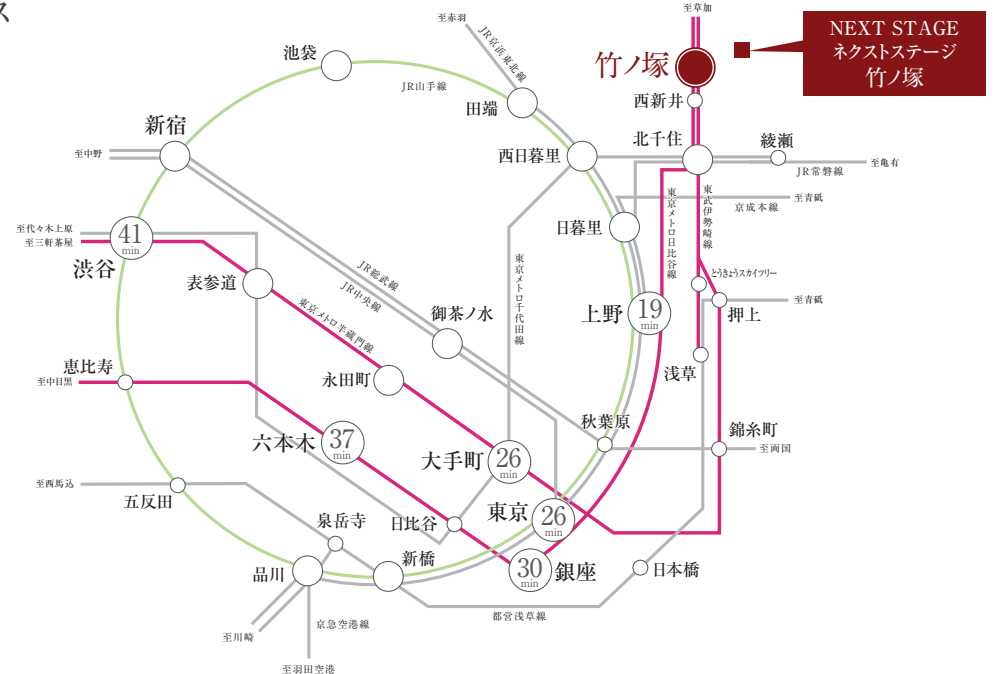 ス
至草加
至赤羽
NEXT STAGE
ネクストステージ
竹ノ塚
JR京浜東北線
池袋
竹ノ塚
JR山手線
西新井
田端
新宿
北千住
綾瀬
至中野
西日暮里
至亀有
JR常磐線
東京メトロ日比谷線
東武伊勢崎線
至青砥
京成本線
至代々木上原
至三軒茶屋
41
min
渋谷
日暮里
表参道
JR総武線
JR中央線
東京メトロ千代田線
とうきょうスカイツリー
東京メトロ半蔵門線
御茶ノ水
上野
19
min
押上
至青砥
恵比寿
至中目黒
永田町
浅草
六本木
37
min
秋葉原
錦糸町
至両国
大手町
26
min
至西馬込
五反田
泉岳寺
日比谷
東京
26
min
品川
新橋
30
min
銀座
日本橋
都営浅草線
京急空港線
至川崎
至羽田空港